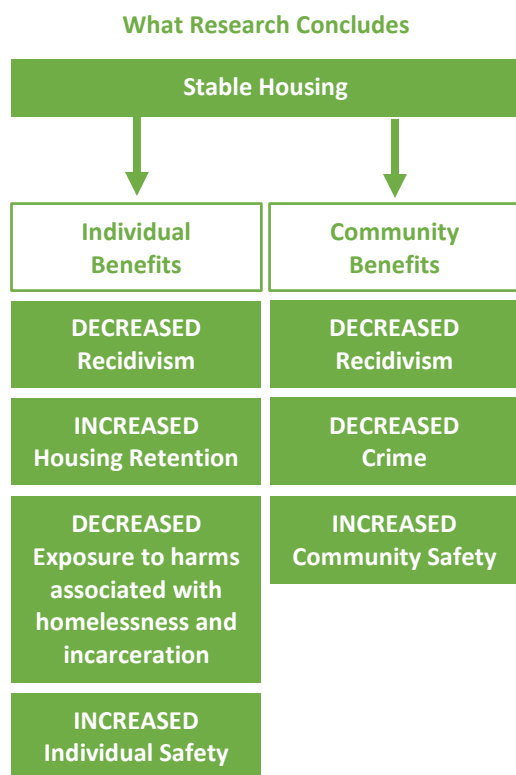 What Research Concludes
Stable Housing
Individual
Benefits
DECREASED
Recidivism
INCREASED
Housing Retention
DECREASED
Exposure to harms
associated with
homelessness and
incarceration
INCREASED
Individual Safety
Community
Benefits
DECREASED
Recidivism
DECREASED
Crime
INCREASED
Community Safety